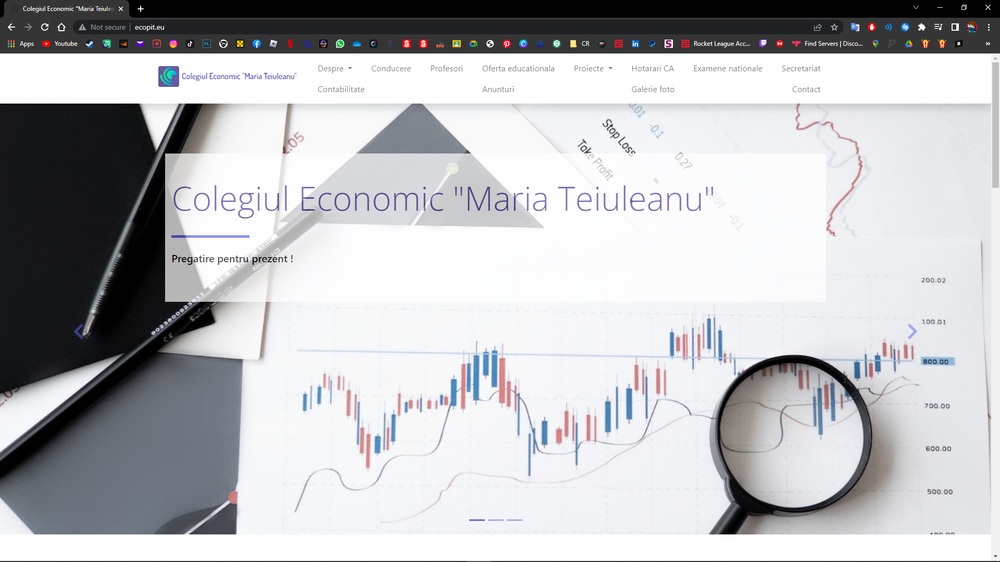 Colegiul Economic "Maria Teiulea
Not secure
ecopit.eu
Apps
Youtube
CR
Rocket League Acc...
Find Servers | Disco...
Colegiul Economic "Maria Teiuleanu"
Despre
Conducere
Profesori
Oferta educationala
Proiecte
Hotarari CA
Examene nationale
Secretariat
Contabilitate
Anunturi
Galerie foto
Contact
0.01
-0.1
Stop Loss
Take Profit
0.27
2.05
-0.01
+0.1
Colegiul Economic "Maria Teiuleanu"
Pregatire pentru prezent !
200.02
100.01
800.00
700.00
600.00
500.00